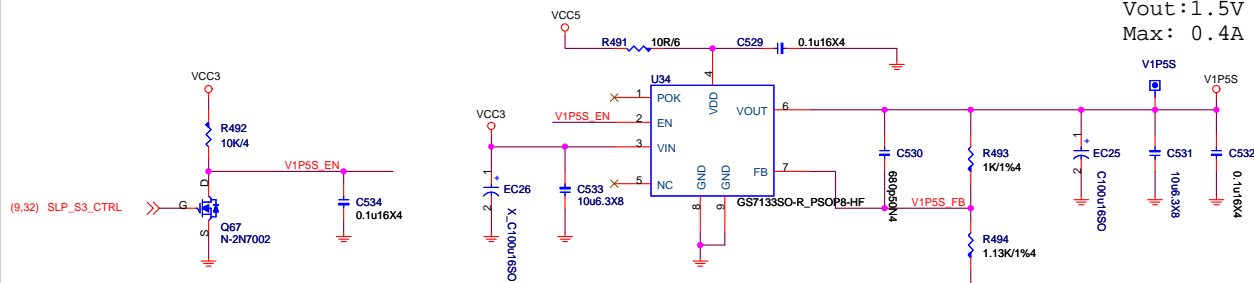 Vout:1.5V
Max: 0.4A
VCC5
R491
10R/6
C529
0.1u16X4
U34
4
VDD
1
POK
2
EN
3
VIN
5
NC
VOUT
6
FB
7
GND
GND
8
9
GS7133SO-R_PSOP8-HF
V1P5S_EN
VCC3
1
+
EC26
2
X_C100u16SO
C533
10u6.3X8
VCC3
R492
10K/4
V1P5S_EN
D
G
S
(9,32) SLP_S3_CTRL
Q67
N-2N7002
C534
0.1u16X4
C530
680p50N4
R493
1K/1%4
V1P5S_FB
R494
1.13K/1%4
1
+
EC25
2
C100u16SO
V1P5S
C531
10u6.3X8
V1P5S
C532
0.1u16X4